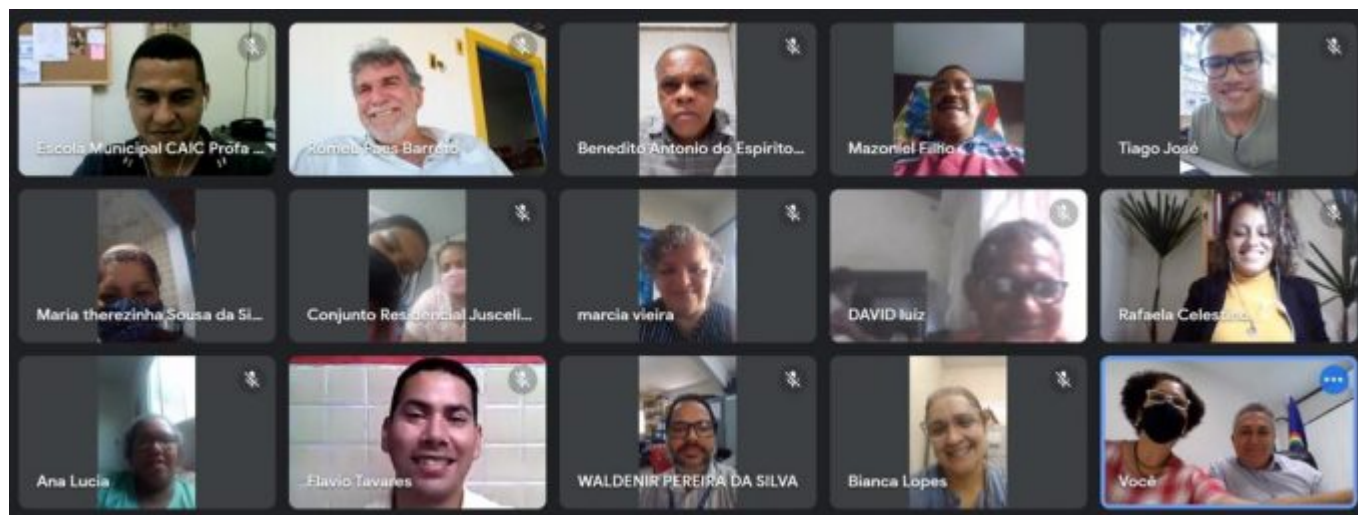 Escola Municipal CAIC Profa ...
Romeu Paes Barreto
Benedito Antonio do Espirito...
Mazoniel Filho
Tiago José
Maria therezinha Sousa da Si...
Conjunto Residencial Jusceli...
marcia vieira
DAVID luiz
Rafaela Celestino
Ana Lucia
Flavio Tavares
WALDENIR PEREIRA DA SILVA
Bianca Lopes
Você